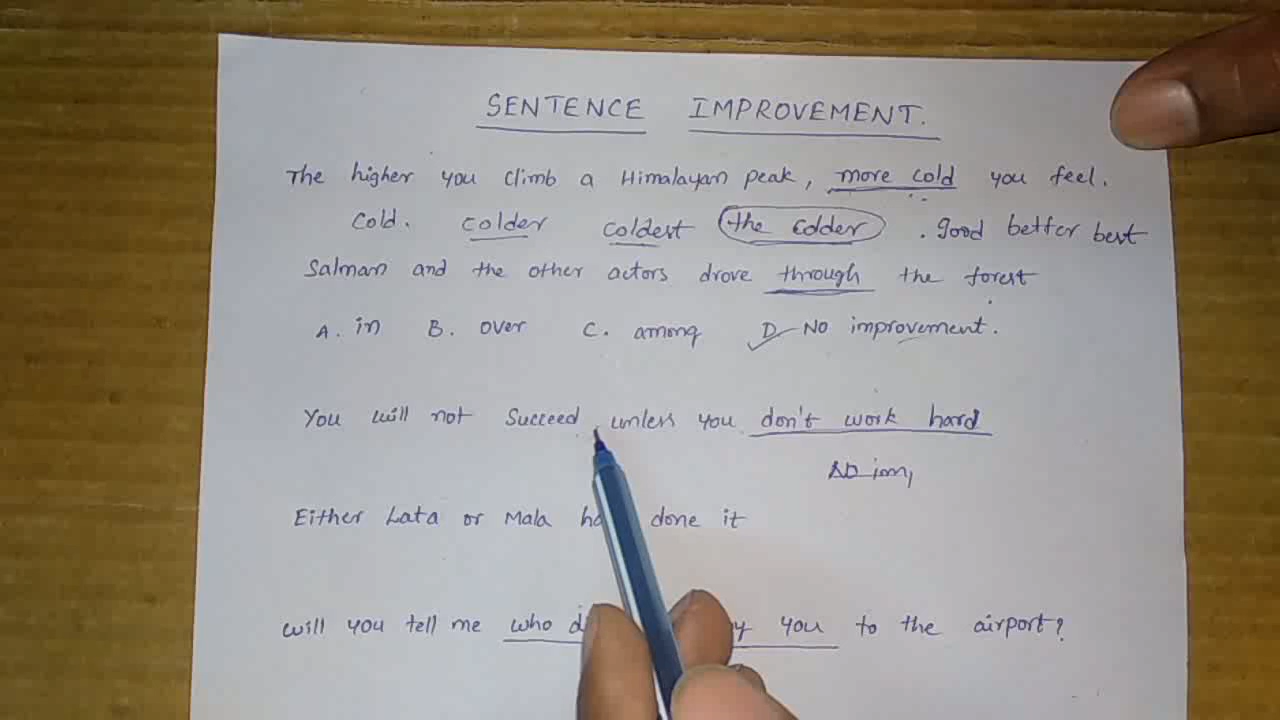 SENTENCE IMPROVEMENT.
The higher you climb a Himalayan peak, more cold you feel.
Cold. colder coldest the colder . good better best
Salman and the other actors drove through the forest
A. in B. over C. among D. No improvement.
You will not succeed unless you don't work hard
Either Lata or Mala done it
will you tell me who you to the airport?